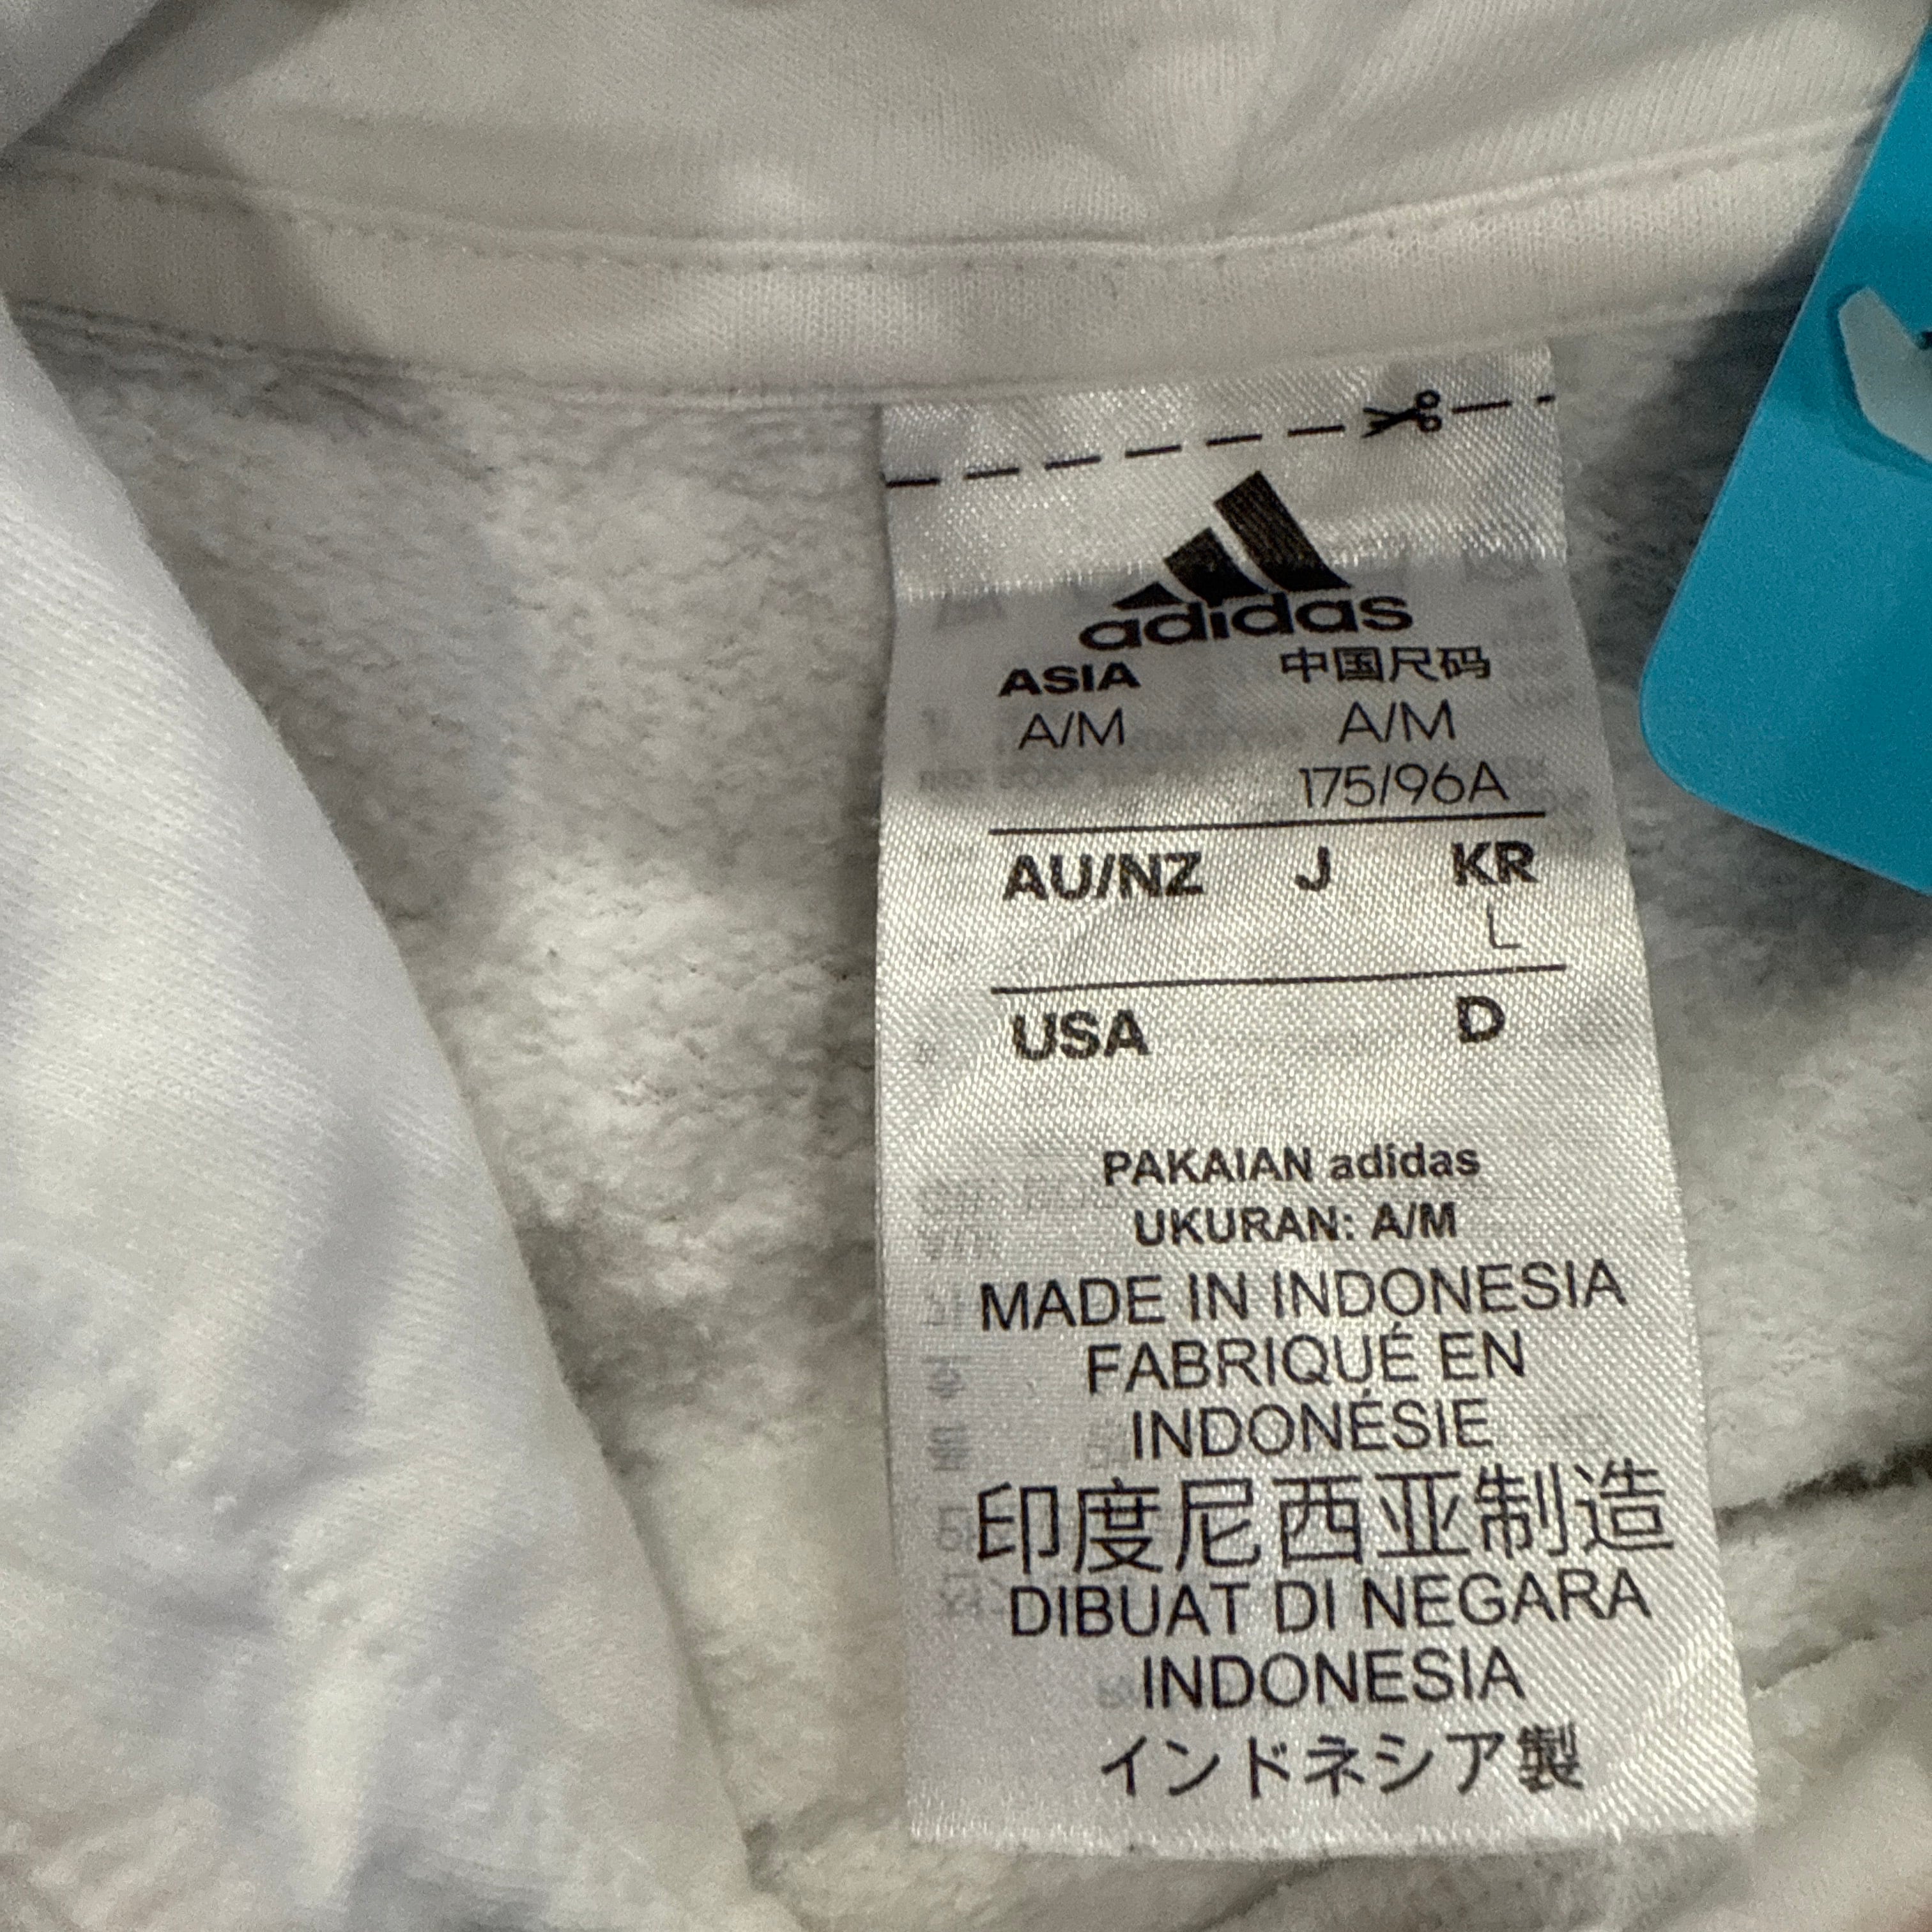 adidas
ASIA 中国尺码
A/M A/M
175/96A
AU/NZ J KR
L
USA D
PAKAIAN adidas
UKURAN: A/M
MADE IN INDONESIA
FABRIQUÉ EN
INDONÉSIE
印度尼西亚制造
DIBUAT DI NEGARA
INDONESIA
インドネシア製